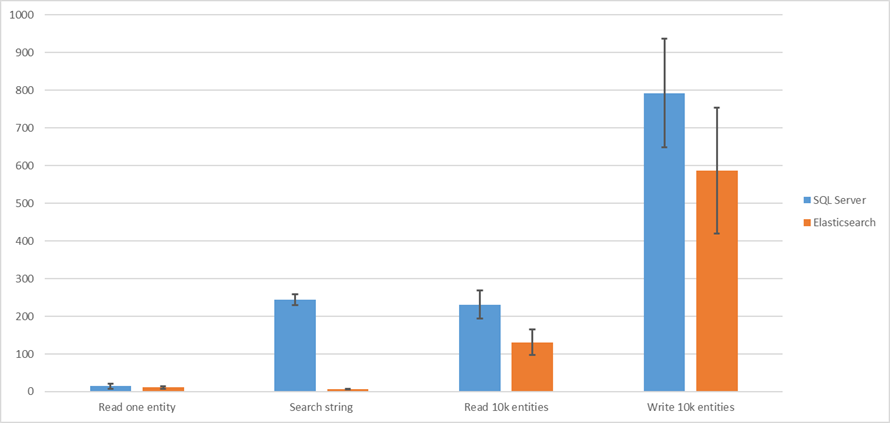 1000
900
800
700
600
500
400
300
200
100
0
Read one entity
Search string
Read 10k entities
Write 10k entities
SQL Server
Elasticsearch